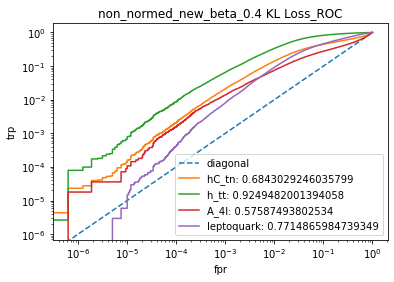 non_normed_new_beta_0.4 KL Loss_ROC
10⁰
10⁻¹
10⁻²
10⁻³
10⁻⁴
10⁻⁵
10⁻⁶
trp
diagonal
hC_tn: 0.6843029246035799
h_tt: 0.9249482001394058
A_4l: 0.57587493802534
leptoquark: 0.7714865984739349
10⁻⁶ 10⁻⁵ 10⁻⁴ 10⁻³ 10⁻² 10⁻¹ 10⁰
fpr